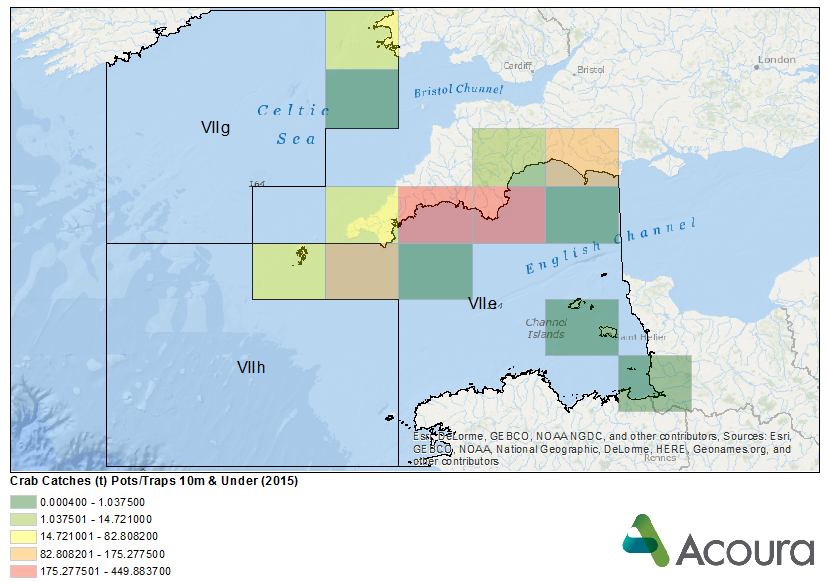 London
Cardiff
Bristol
Bristol Channel
Celtic
Sea
VIIg
English Channel
VIIe
Channel
Islands
VIIh
Esri, DeLorme, GEBCO, NOAA NGDC, and other contributors, Sources: Esri,
GEBCO, NOAA, National Geographic, DeLorme, HERE, Geonames.org, and
other contributors
Rennes
Crab Catches (t) Pots/Traps 10m & Under (2015)
0.000400 - 1.037500
1.037501 - 14.721000
14.721001 - 82.808200
82.808201 - 175.277500
175.277501 - 449.883700
Acoura